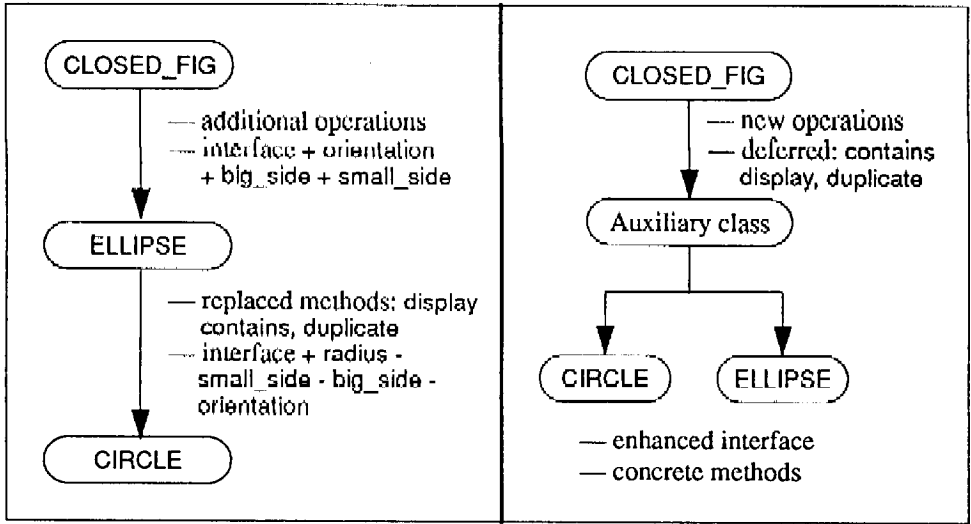 CLOSED_FIG
— additional operations
— interface + orientation
+ big_side + small_side
ELLIPSE
— replaced methods: display
contains, duplicate
— interface + radius -
small_side - big_side -
orientation
CIRCLE
CLOSED_FIG
— new operations
— deferred: contains
display, duplicate
Auxiliary class
CIRCLE
ELLIPSE
— enhanced interface
— concrete methods